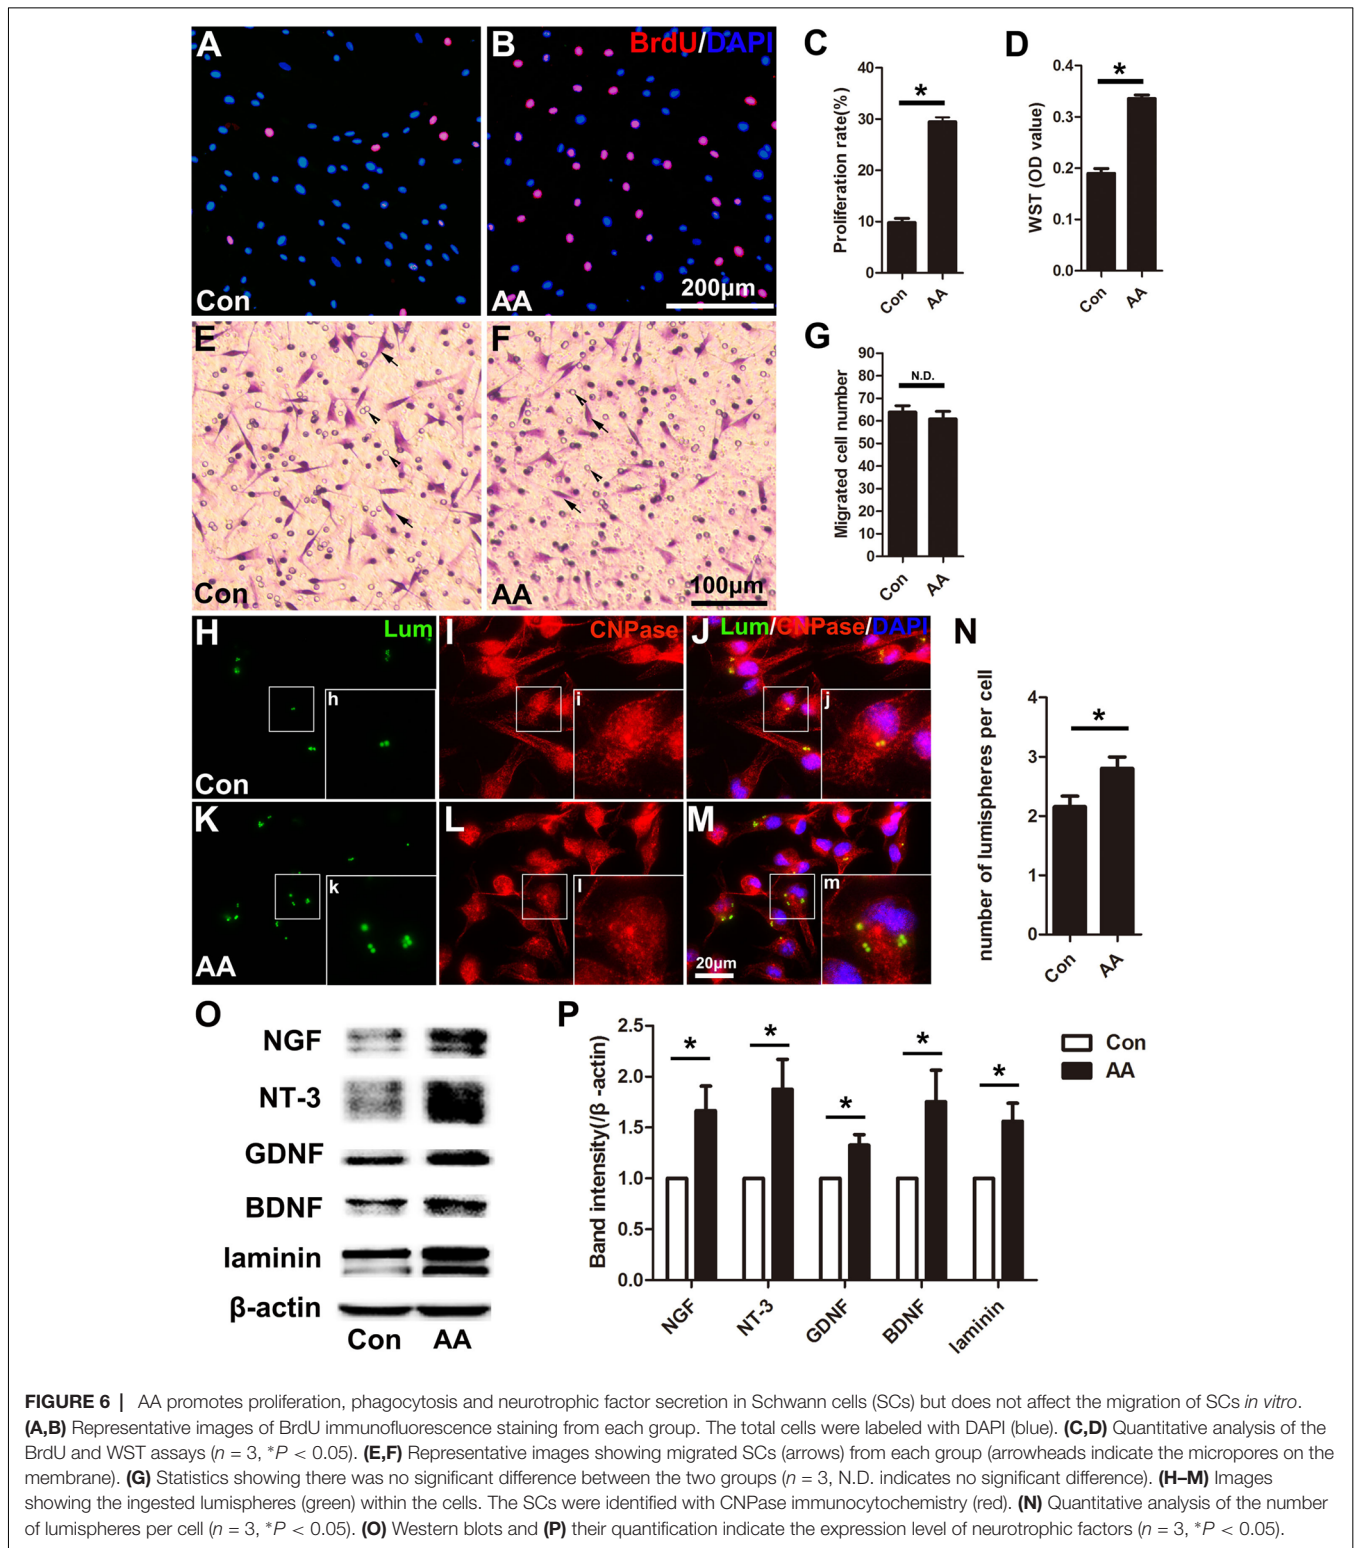 A
Con
B
BrdU/DAPI
AA
200μm
C
Proliferation rate(%)
40
30
20
10
0
*
Con
AA
D
WST (OD value)
0.4
0.3
0.2
0.1
0.0
*
Con
AA
E
Con
F
AA
100μm
G
Migrated cell number
90
80
70
60
50
40
30
20
10
0
N.D.
Con
AA
H
Lum
h
Con
I
CNPase
i
J
Lum/CNPase/DAPI
j
K
k
AA
L
l
M
m
20μm
N
number of lumispheres per cell
4
3
2
1
0
*
Con
AA
O
NGF
NT-3
GDNF
BDNF
laminin
β-actin
Con AA
P
Band intensity(/β -actin)
2.5
2.0
1.5
1.0
0.5
0.0
* * * * *
NGF
NT-3
GDNF
BDNF
laminin
Con
AA
FIGURE 6 | AA promotes proliferation, phagocytosis and neurotrophic factor secretion in Schwann cells (SCs) but does not affect the migration of SCs in vitro.
(A,B) Representative images of BrdU immunofluorescence staining from each group. The total cells were labeled with DAPI (blue). (C,D) Quantitative analysis of the
BrdU and WST assays (n = 3, *P < 0.05). (E,F) Representative images showing migrated SCs (arrows) from each group (arrowheads indicate the micropores on the
membrane). (G) Statistics showing there was no significant difference between the two groups (n = 3, N.D. indicates no significant difference). (H–M) Images
showing the ingested lumispheres (green) within the cells. The SCs were identified with CNPase immunocytochemistry (red). (N) Quantitative analysis of the number
of lumispheres per cell (n = 3, *P < 0.05). (O) Western blots and (P) their quantification indicate the expression level of neurotrophic factors (n = 3, *P < 0.05).